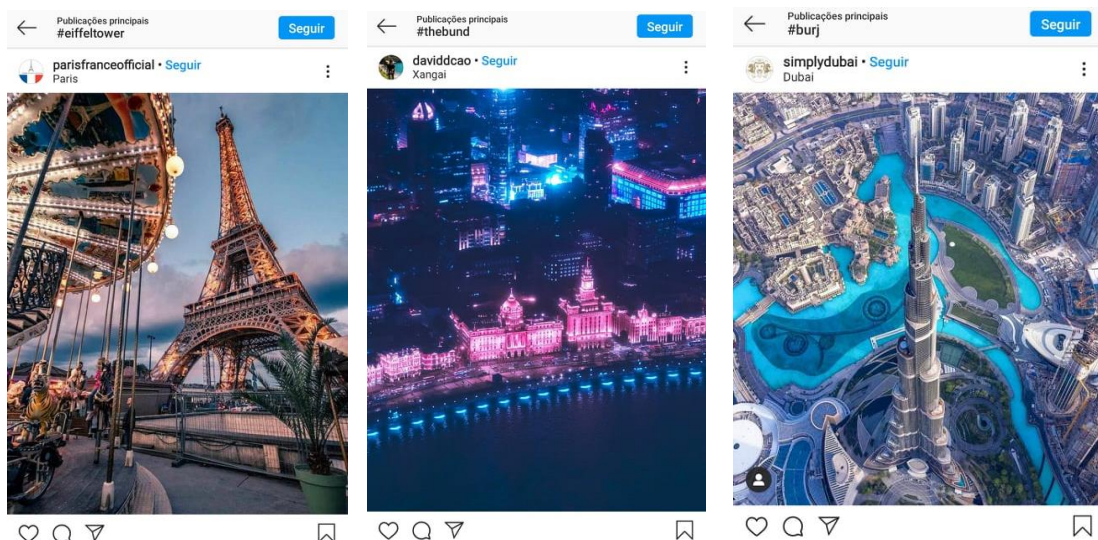 Publicações principais
#eiffeltower
Seguir
parisfranceofficial • Seguir
Paris
Publicações principais
#thebund
Seguir
daviddcao • Seguir
Xangai
Publicações principais
#burj
Seguir
simplydubai • Seguir
Dubai